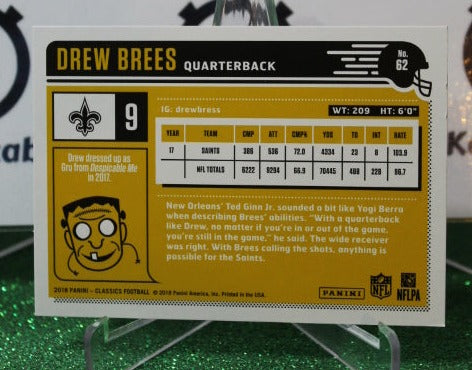 DREW BREES QUARTERBACK
No. 62
9
IG: drewbress
WT: 209 HT: 6'0"
YEAR TEAM CMP ATT CMP% YDS TD INT RATE
17 SAINTS 386 536 72.0 4334 23 8 103.9
NFL TOTALS 6222 9294 66.9 70445 488 228 96.7
Drew dressed up as
Gru from Despicable Me
in 2017.
New Orleans' Ted Ginn Jr. sounded a bit like Yogi Berra
when describing Brees' abilities. "With a quarterback
like Drew, no matter if you're in or out of the game,
you're still in the game," he said. The wide receiver
was right. With Brees calling the shots, anything is
possible for the Saints.
2018 PANINI - CLASSICS FOOTBALL © 2018 Panini America, Inc. Printed in the USA.
PANINI
NFL
NFLPA